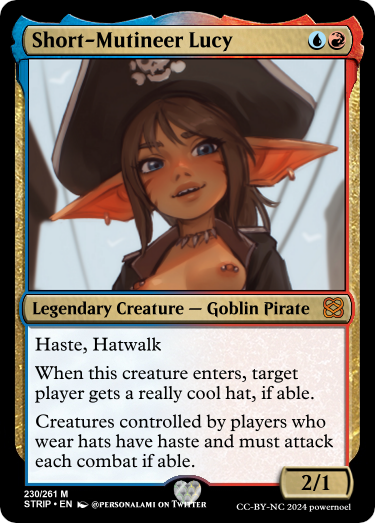 Short-Mutineer Lucy
Legendary Creature — Goblin Pirate
Haste, Hatwalk
When this creature enters, target
player gets a really cool hat, if able.
Creatures controlled by players who
wear hats have haste and must attack
each combat if able.
2/1
230/261 M
STRIP • EN @PERSONALAMI ON TWITTER
CC-BY-NC 2024 powernoel